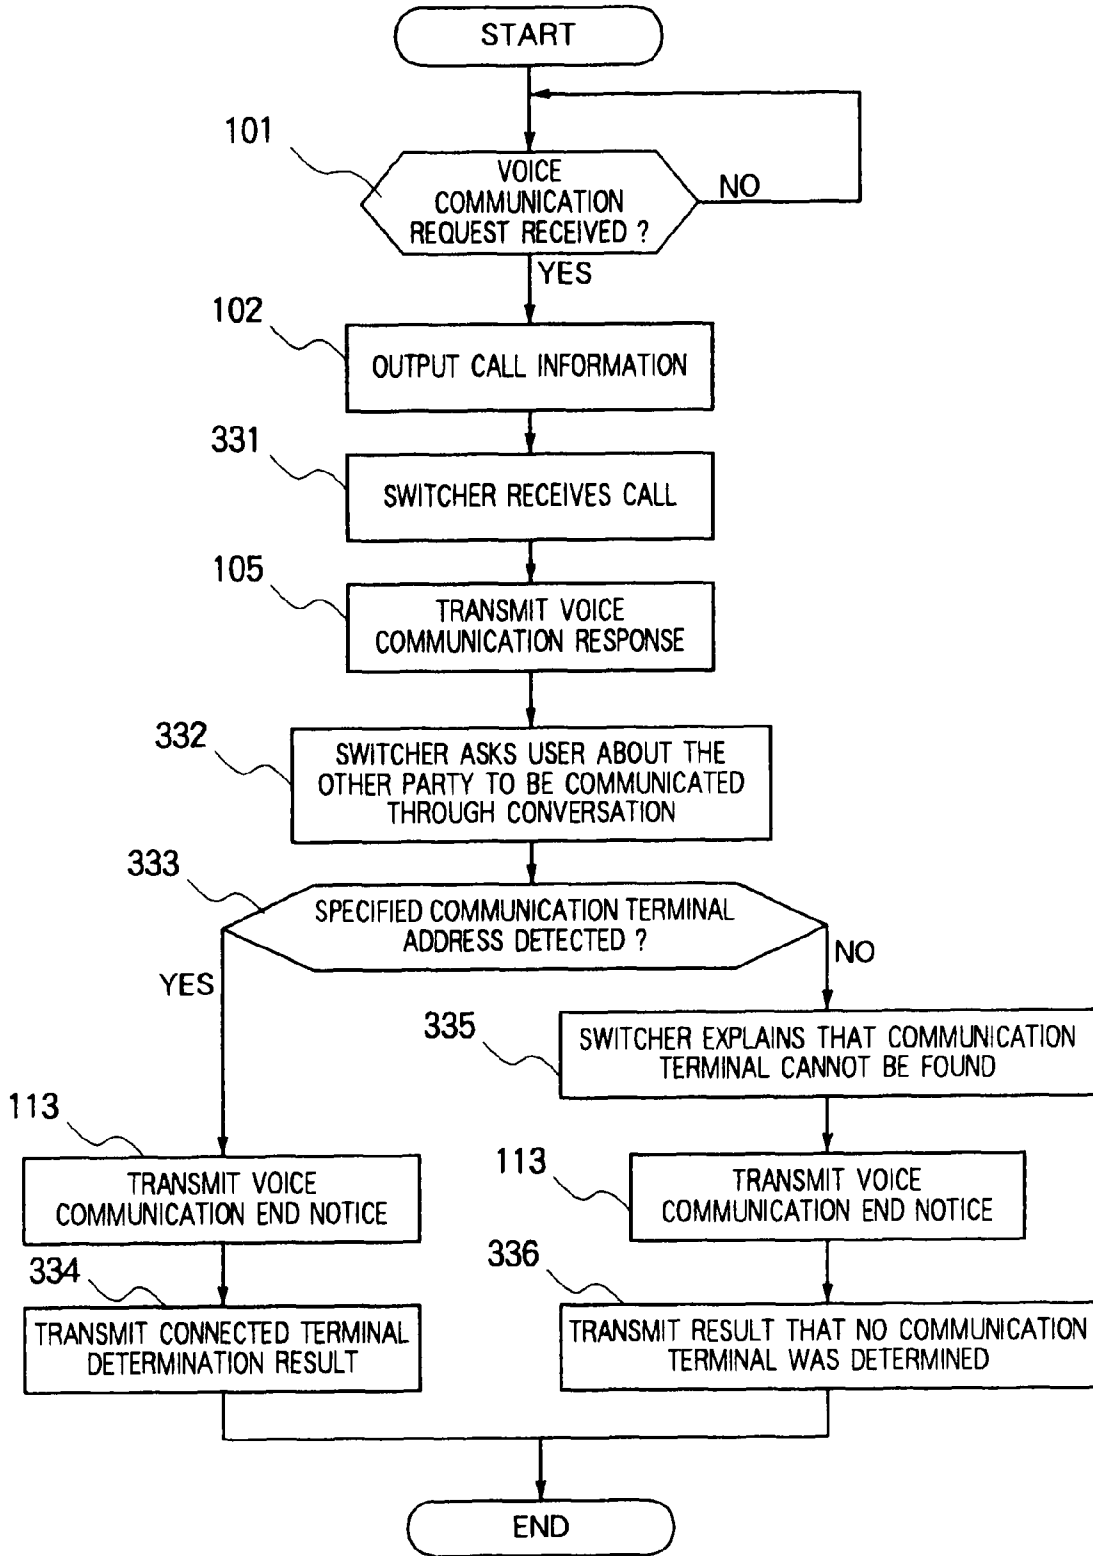 START
101
VOICE
COMMUNICATION
REQUEST RECEIVED ?
NO
YES
102
OUTPUT CALL INFORMATION
331
SWITCHER RECEIVES CALL
105
TRANSMIT VOICE
COMMUNICATION RESPONSE
332
SWITCHER ASKS USER ABOUT THE
OTHER PARTY TO BE COMMUNICATED
THROUGH CONVERSATION
333
SPECIFIED COMMUNICATION TERMINAL
ADDRESS DETECTED ?
YES
NO
335
SWITCHER EXPLAINS THAT COMMUNICATION
TERMINAL CANNOT BE FOUND
113
TRANSMIT VOICE
COMMUNICATION END NOTICE
113
TRANSMIT VOICE
COMMUNICATION END NOTICE
334
TRANSMIT CONNECTED TERMINAL
DETERMINATION RESULT
336
TRANSMIT RESULT THAT NO COMMUNICATION
TERMINAL WAS DETERMINED
END